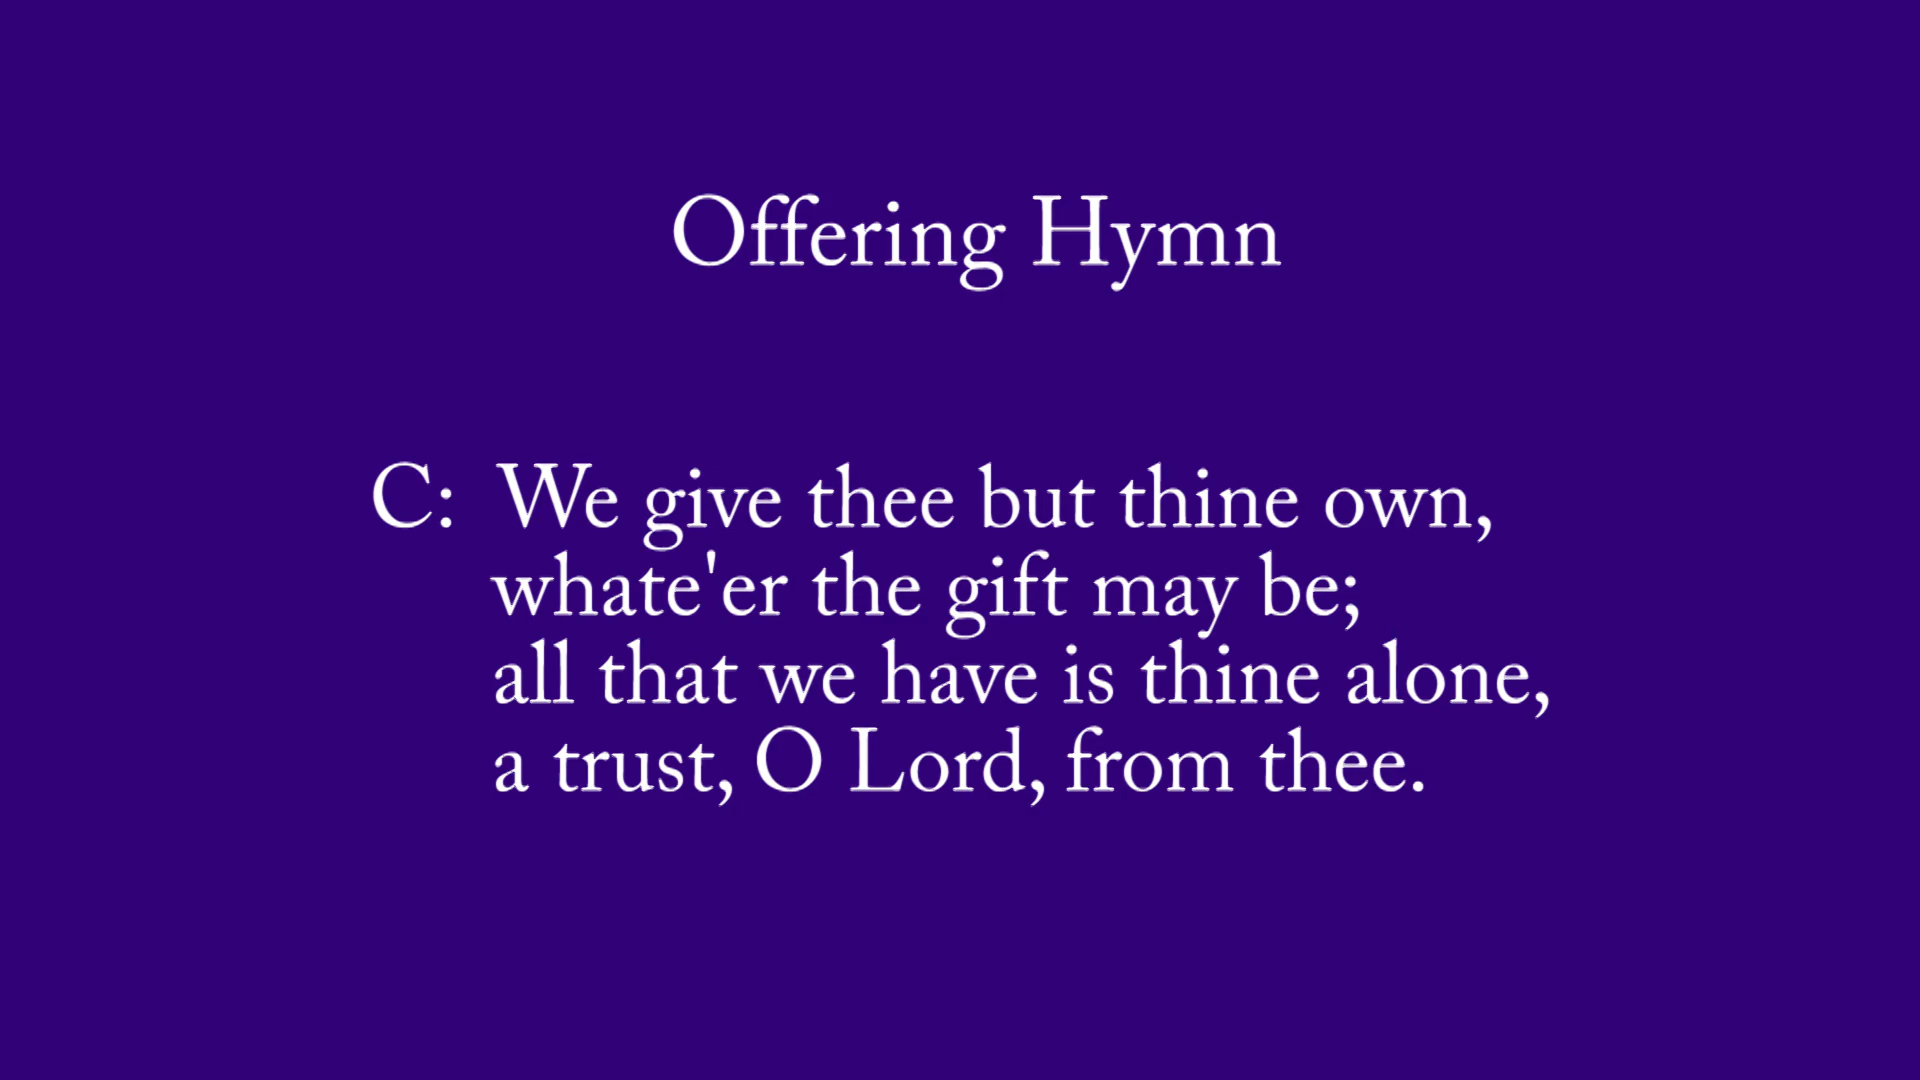 Offering Hymn
C: We give thee but thine own,
whate'er the gift may be;
all that we have is thine alone,
a trust, O Lord, from thee.